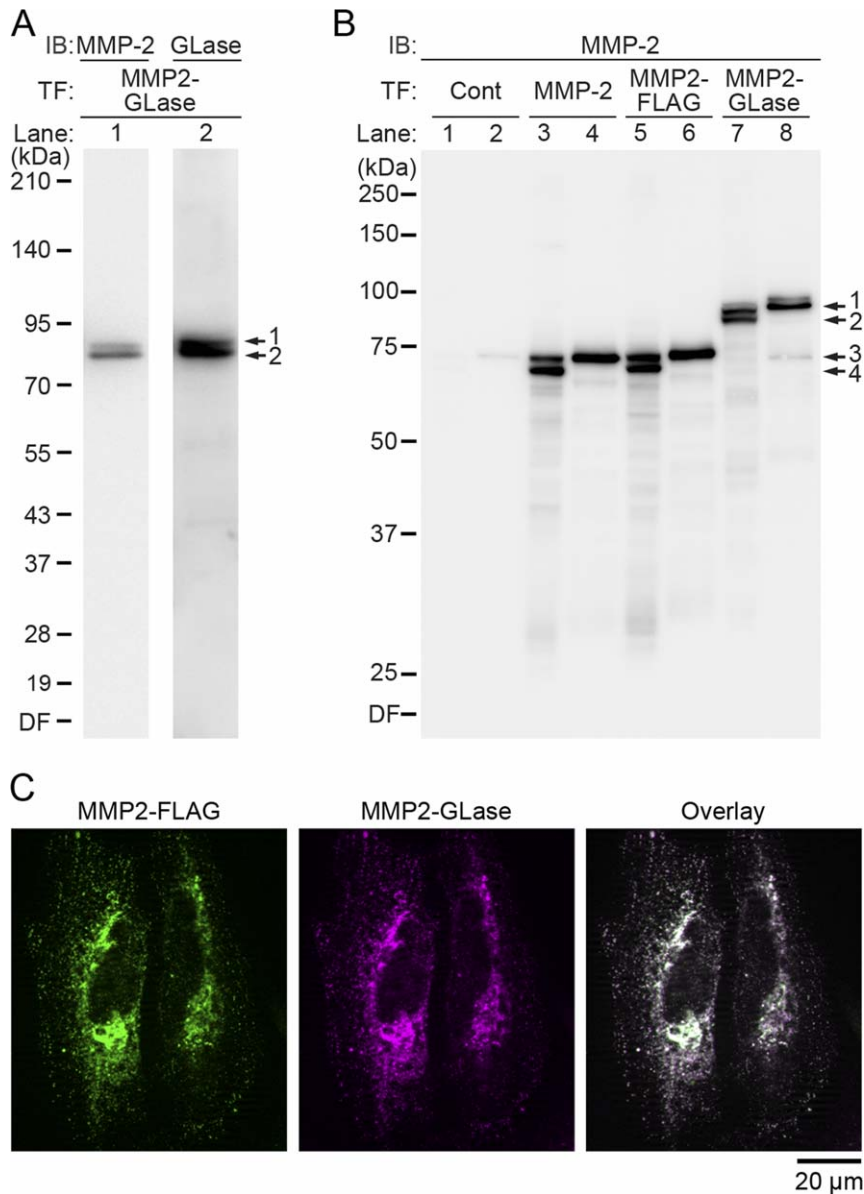 A
IB: MMP-2 GLase
TF: MMP2-GLase
Lane: 1 2
(kDa)
210
140
95
70
55
43
37
28
19
DF
1
2
B
IB: MMP-2
TF: Cont MMP-2 MMP2-FLAG MMP2-GLase
Lane: 1 2 3 4 5 6 7 8
(kDa)
250
150
100
75
50
37
25
DF
1
2
3
4
C
MMP2-FLAG MMP2-GLase Overlay
20 µm